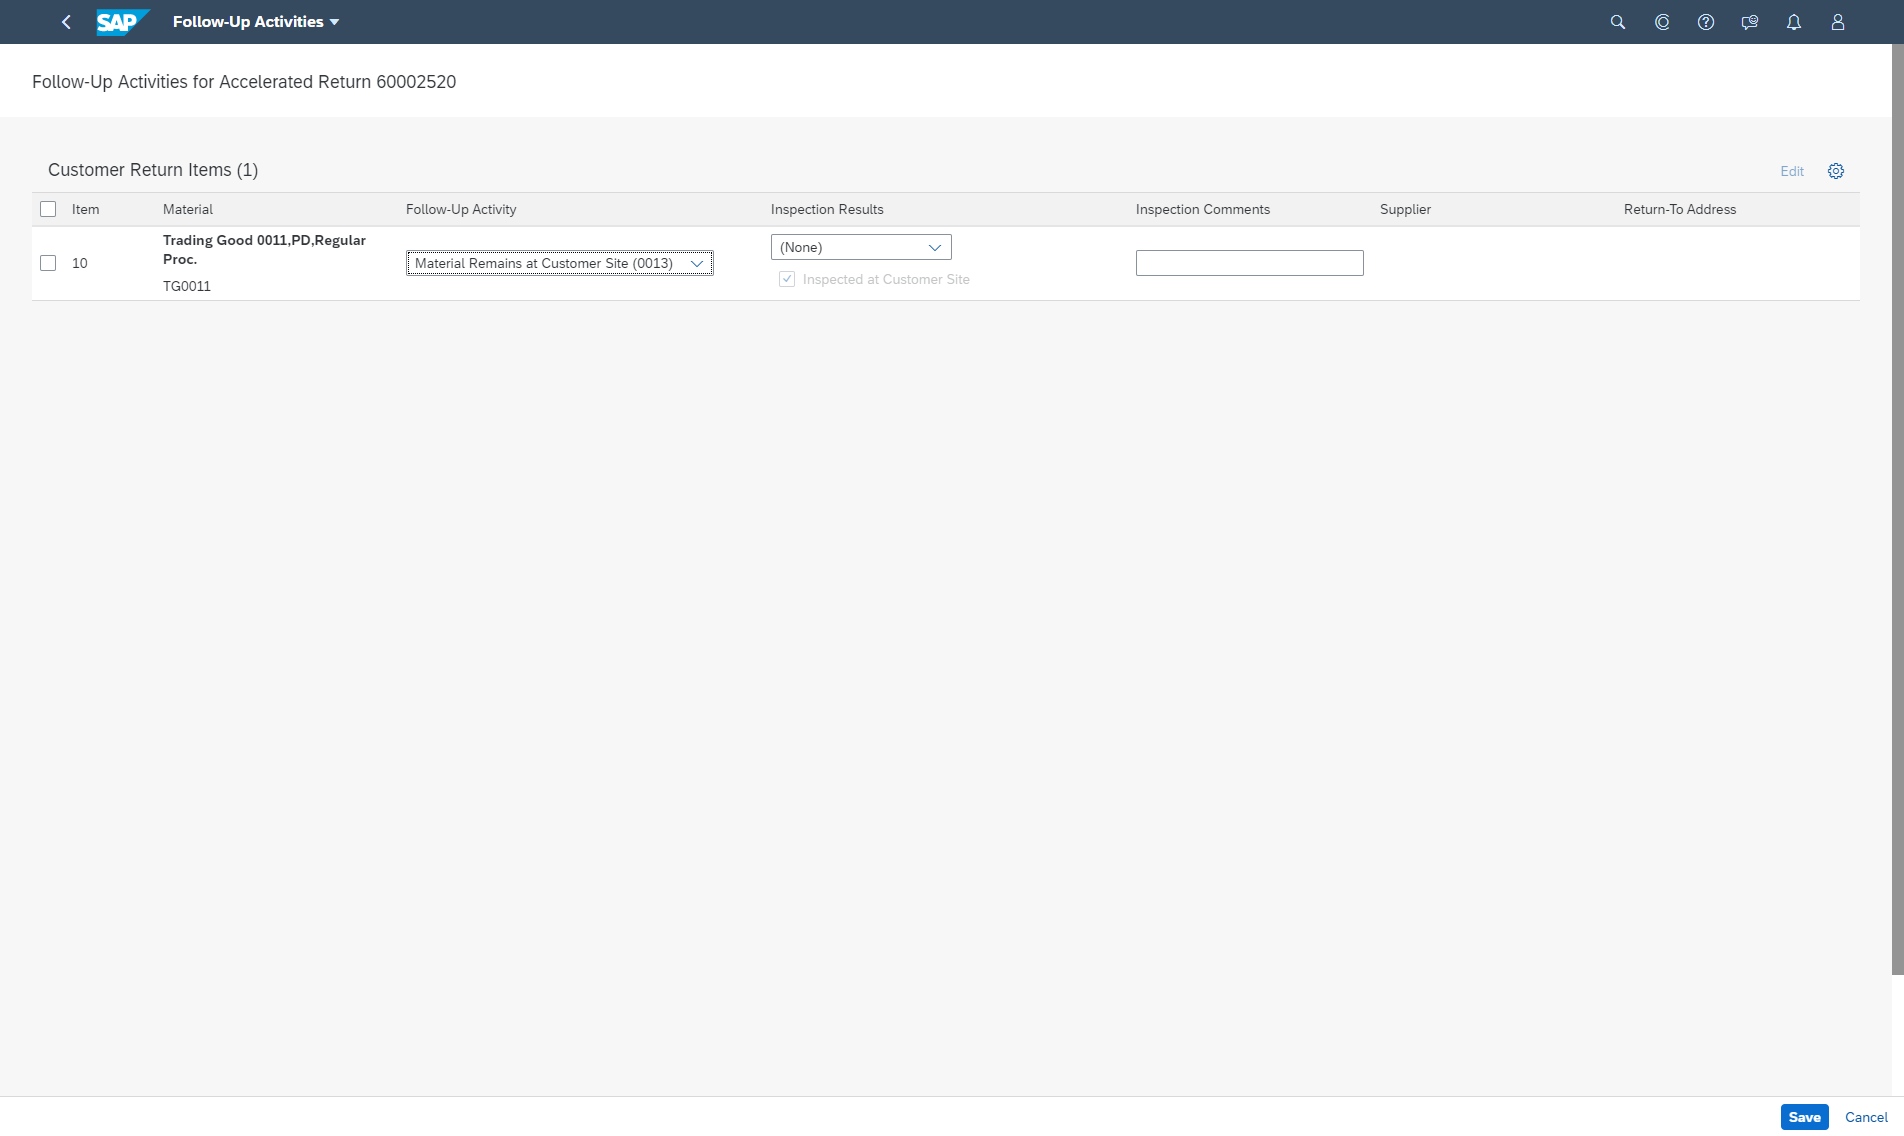 SAP Follow-Up Activities
Follow-Up Activities for Accelerated Return 60002520
Customer Return Items (1)
Edit
Item Material Follow-Up Activity Inspection Results Inspection Comments Supplier Return-To Address
10
Trading Good 0011,PD,Regular
Proc.
TG0011
Material Remains at Customer Site (0013)
(None)
Inspected at Customer Site
Save Cancel